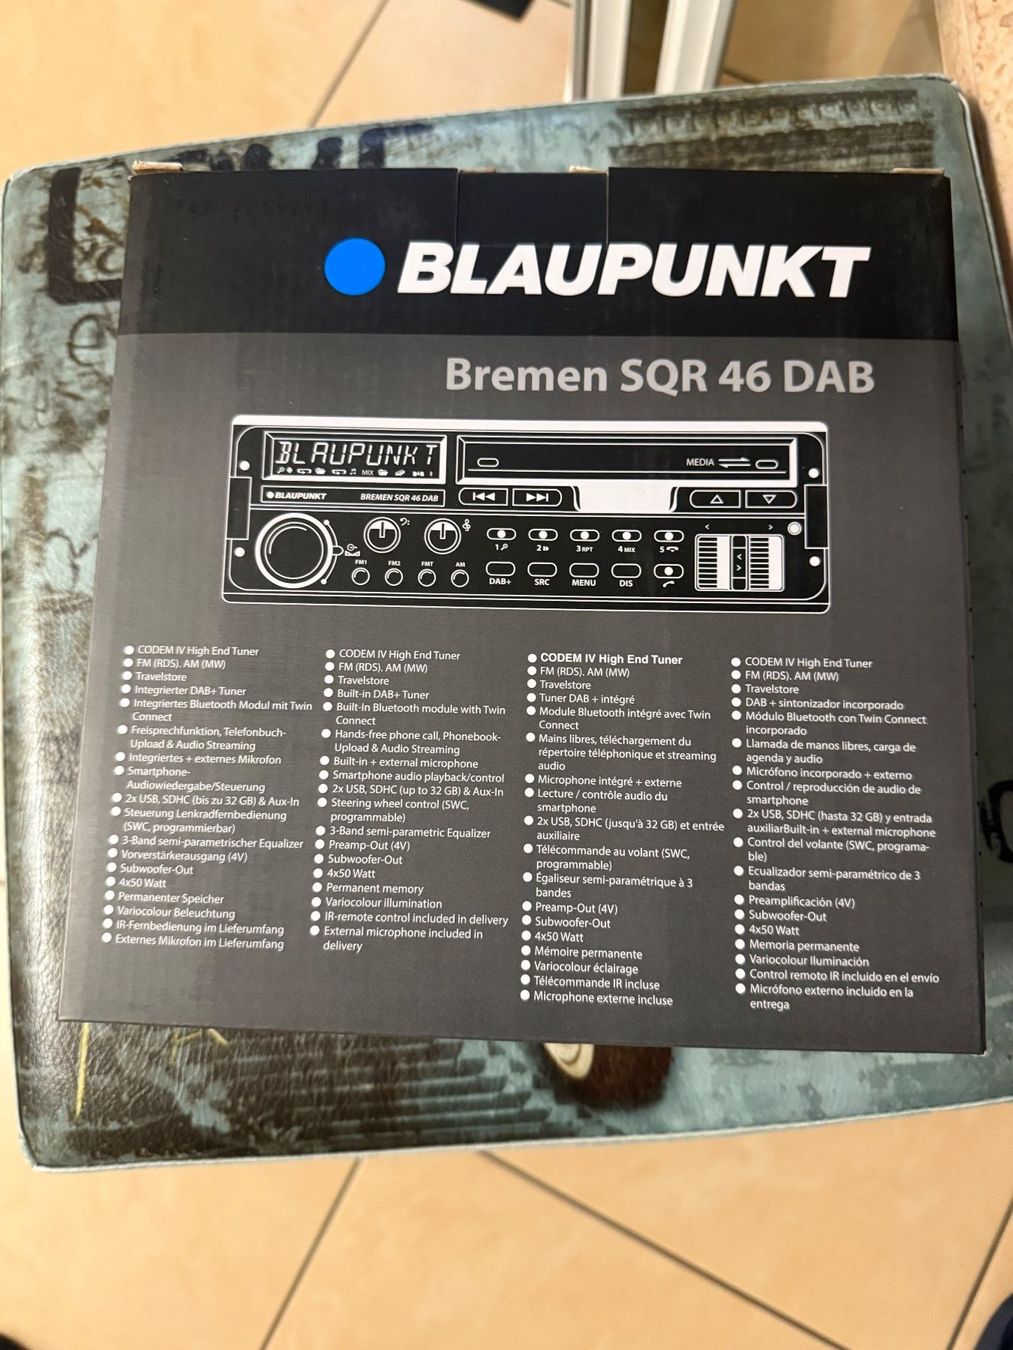 BLAUPUNKT
Bremen SQR 46 DAB
BLAUPUNKT
MIX
MEDIA
BLAUPUNKT BREMEN SQR 46 DAB
FM1 FM2 FMT AM
1 2 3 RPT 4 MIX 5
DAB+ SRC MENU DIS
CODEM IV High End Tuner
FM (RDS). AM (MW)
Travelstore
Integrierter DAB+ Tuner
Integriertes Bluetooth Modul mit Twin
Connect
Freisprechfunktion, Telefonbuch-
Upload & Audio Streaming
Integriertes + externes Mikrofon
Smartphone-
Audiowiedergabe/Steuerung
2x USB, SDHC (bis zu 32 GB) & Aux-In
Steuerung Lenkradfernbedienung
(SWC, programmierbar)
3-Band semi-parametrischer Equalizer
Vorverstärkerausgang (4V)
Subwoofer-Out
4x50 Watt
Permanenter Speicher
Variocolour Beleuchtung
IR-Fernbedienung im Lieferumfang
Externes Mikrofon im Lieferumfang
CODEM IV High End Tuner
FM (RDS). AM (MW)
Travelstore
Built-in DAB+ Tuner
Built-In Bluetooth module with Twin
Connect
Hands-free phone call, Phonebook-
Upload & Audio Streaming
Built-in + external microphone
Smartphone audio playback/control
2x USB, SDHC (up to 32 GB) & Aux-In
Steering wheel control (SWC,
programmable)
3-Band semi-parametric Equalizer
Preamp-Out (4V)
Subwoofer-Out
4x50 Watt
Permanent memory
Variocolour illumination
IR-remote control included in delivery
External microphone included in
delivery
CODEM IV High End Tuner
FM (RDS). AM (MW)
Travelstore
Tuner DAB + intégré
Module Bluetooth intégré avec Twin
Connect
Mains libres, téléchargement du
répertoire téléphonique et streaming
audio
Microphone intégré + externe
Lecture / contrôle audio du
smartphone
2x USB, SDHC (jusqu'à 32 GB) et entrée
auxiliaire
Télécommande au volant (SWC,
programmable)
Égaliseur semi-paramétrique à 3
bandes
Preamp-Out (4V)
Subwoofer-Out
4x50 Watt
Mémoire permanente
Variocolour éclairage
Télécommande IR incluse
Microphone externe incluse
CODEM IV High End Tuner
FM (RDS). AM (MW)
Travelstore
DAB + sintonizador incorporado
Módulo Bluetooth con Twin Connect
incorporado
Llamada de manos libres, carga de
agenda y audio
Micrófono incorporado + externo
Control / reproducción de audio de
smartphone
2x USB, SDHC (hasta 32 GB) y entrada
auxiliarBuilt-in + external microphone
Control del volante (SWC, programa-
ble)
Ecualizador semi-paramétrico de 3
bandas
Preamplificación (4V)
Subwoofer-Out
4x50 Watt
Memoria permanente
Variocolour Iluminación
Control remoto IR incluido en el envío
Micrófono externo incluido en la
entrega